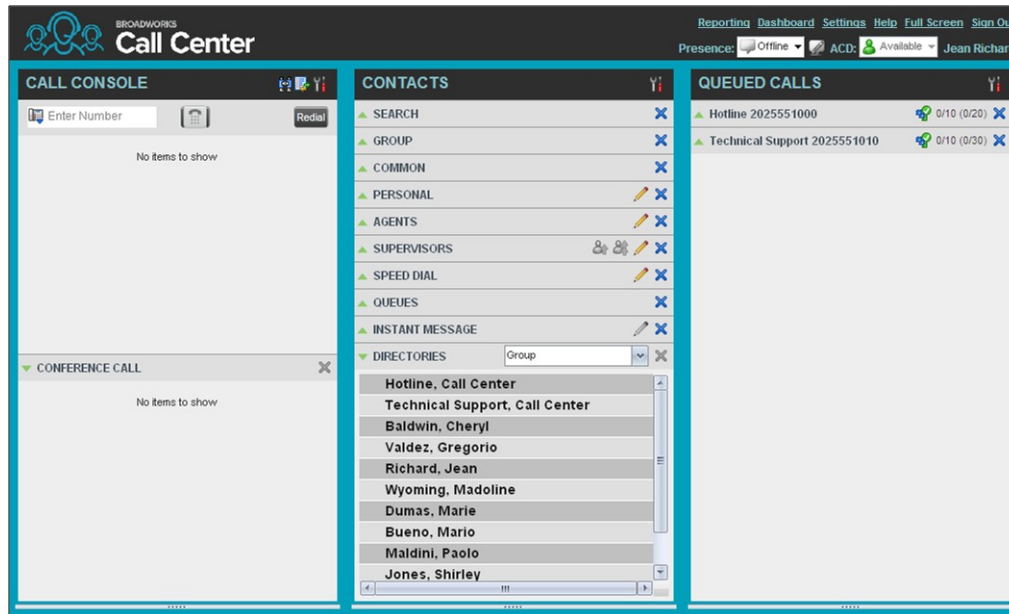 BROADWORKS
Call Center
Reporting Dashboard Settings Help Full Screen Sign Ou
Presence: Offline ACD: Available Jean Richar
CALL CONSOLE
Enter Number Redial
No items to show
CONFERENCE CALL
No items to show
CONTACTS
SEARCH
GROUP
COMMON
PERSONAL
AGENTS
SUPERVISORS
SPEED DIAL
QUEUES
INSTANT MESSAGE
DIRECTORIES Group
Hotline, Call Center
Technical Support, Call Center
Baldwin, Cheryl
Valdez, Gregorio
Richard, Jean
Wyoming, Madoline
Dumas, Marie
Bueno, Mario
Maldini, Paolo
Jones, Shirley
QUEUED CALLS
Hotline 2025551000 0/10 (0/20)
Technical Support 2025551010 0/10 (0/30)